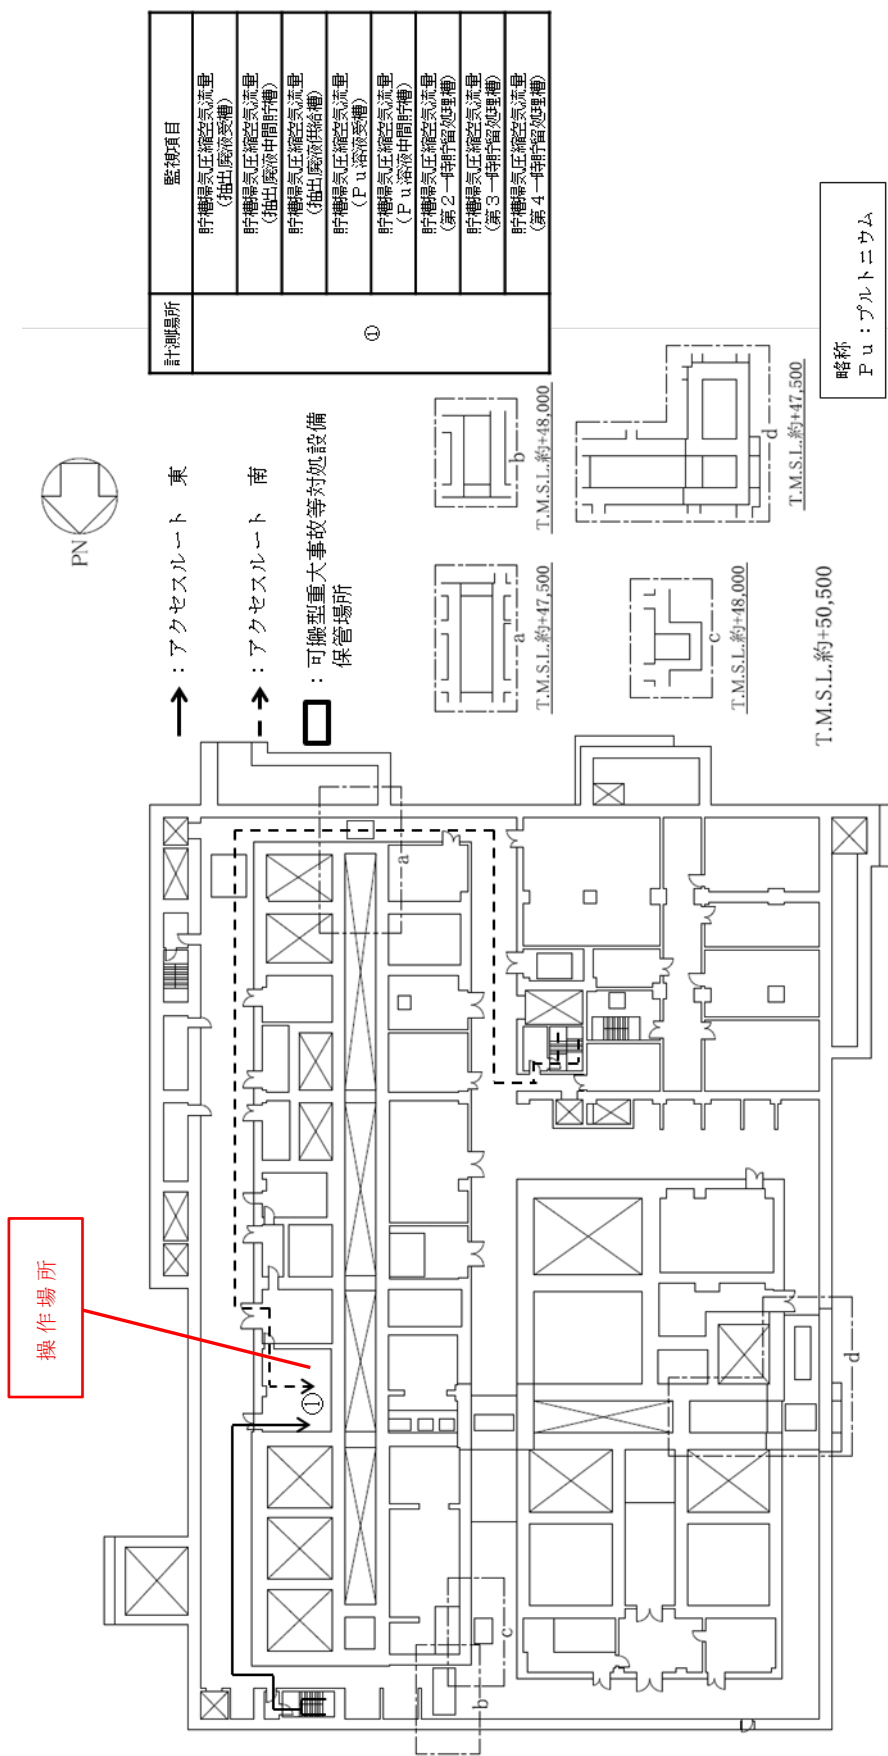 計測場所
監視項目
①
貯槽掃気圧縮空気流量
(抽出廃液受槽)
貯槽掃気圧縮空気流量
(抽出廃液中間貯槽)
貯槽掃気圧縮空気流量
(抽出廃液供給槽)
貯槽掃気圧縮空気流量
(Pu溶液受槽)
貯槽掃気圧縮空気流量
(Pu溶液中間貯槽)
貯槽掃気圧縮空気流量
(第2一時貯留処理槽)
貯槽掃気圧縮空気流量
(第3一時貯留処理槽)
貯槽掃気圧縮空気流量
(第4一時貯留処理槽)
PN
:アクセスルート 東
:アクセスルート 南
:可搬型重大事故等対処設備
保管場所
操作場所
①
a
b
c
d
a
T.M.S.L.約+47,500
b
T.M.S.L.約+48,000
c
T.M.S.L.約+48,000
d
T.M.S.L.約+47,500
T.M.S.L.約+50,500
略称
Pu:プルトニウム